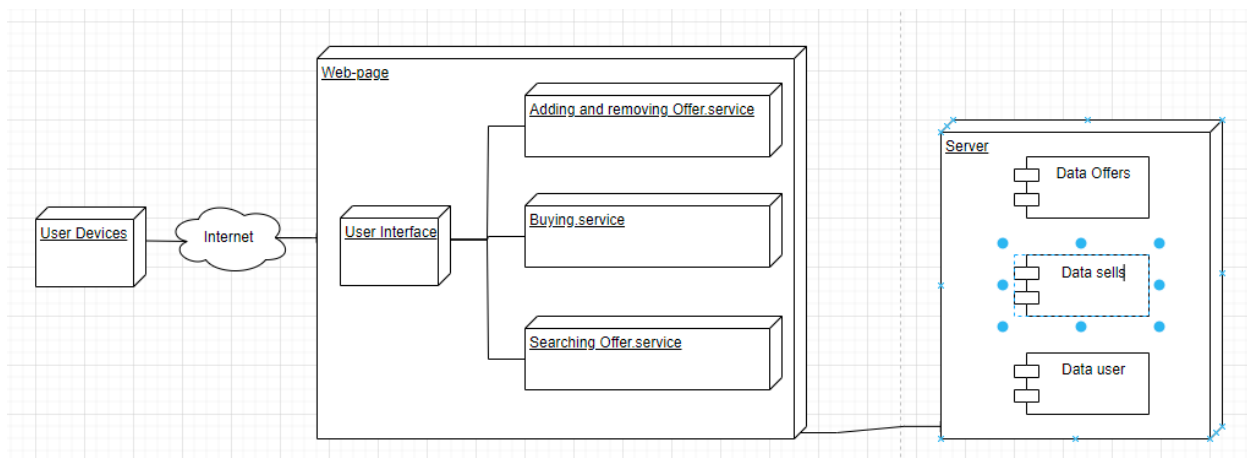 Web-page
Adding and removing Offer.service
Server
Data Offers
User Devices
Internet
User Interface
Buying.service
Data sells
Searching Offer.service
Data user